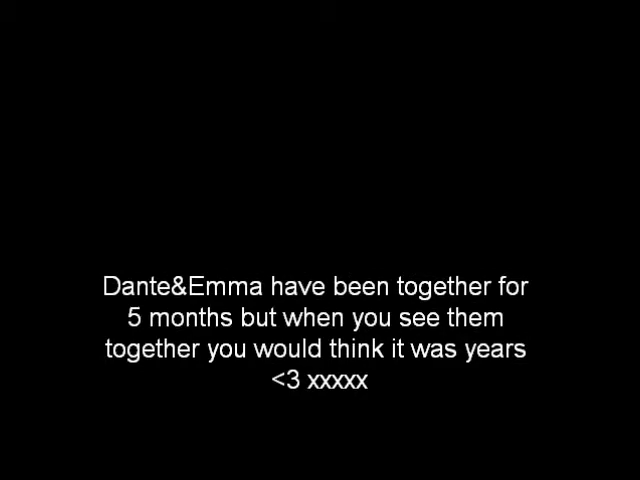 Dante&Emma have been together for
5 months but when you see them
together you would think it was years
<3 xxxxx